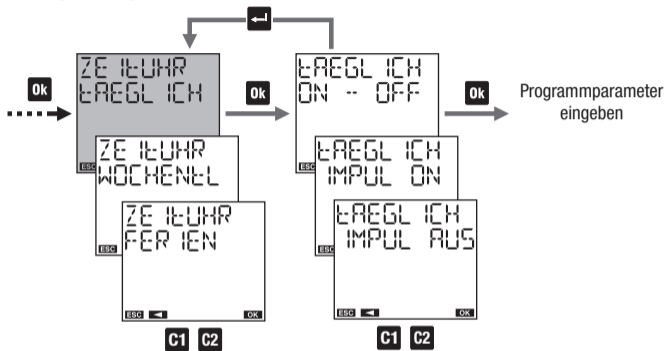 Ok
ZEItUHR
tAEGLICH
ESC
ZEItUHR
WOCHENtL
ESC
ZEItUHR
FERIEN
ESC ◄ OK
C1 C2
Ok
tAEGLICH
ON -- OFF
ESC
tAEGLICH
IMPUL ON
ESC
tAEGLICH
IMPUL AUS
ESC ◄ OK
C1 C2
Ok
Programmparameter
eingeben